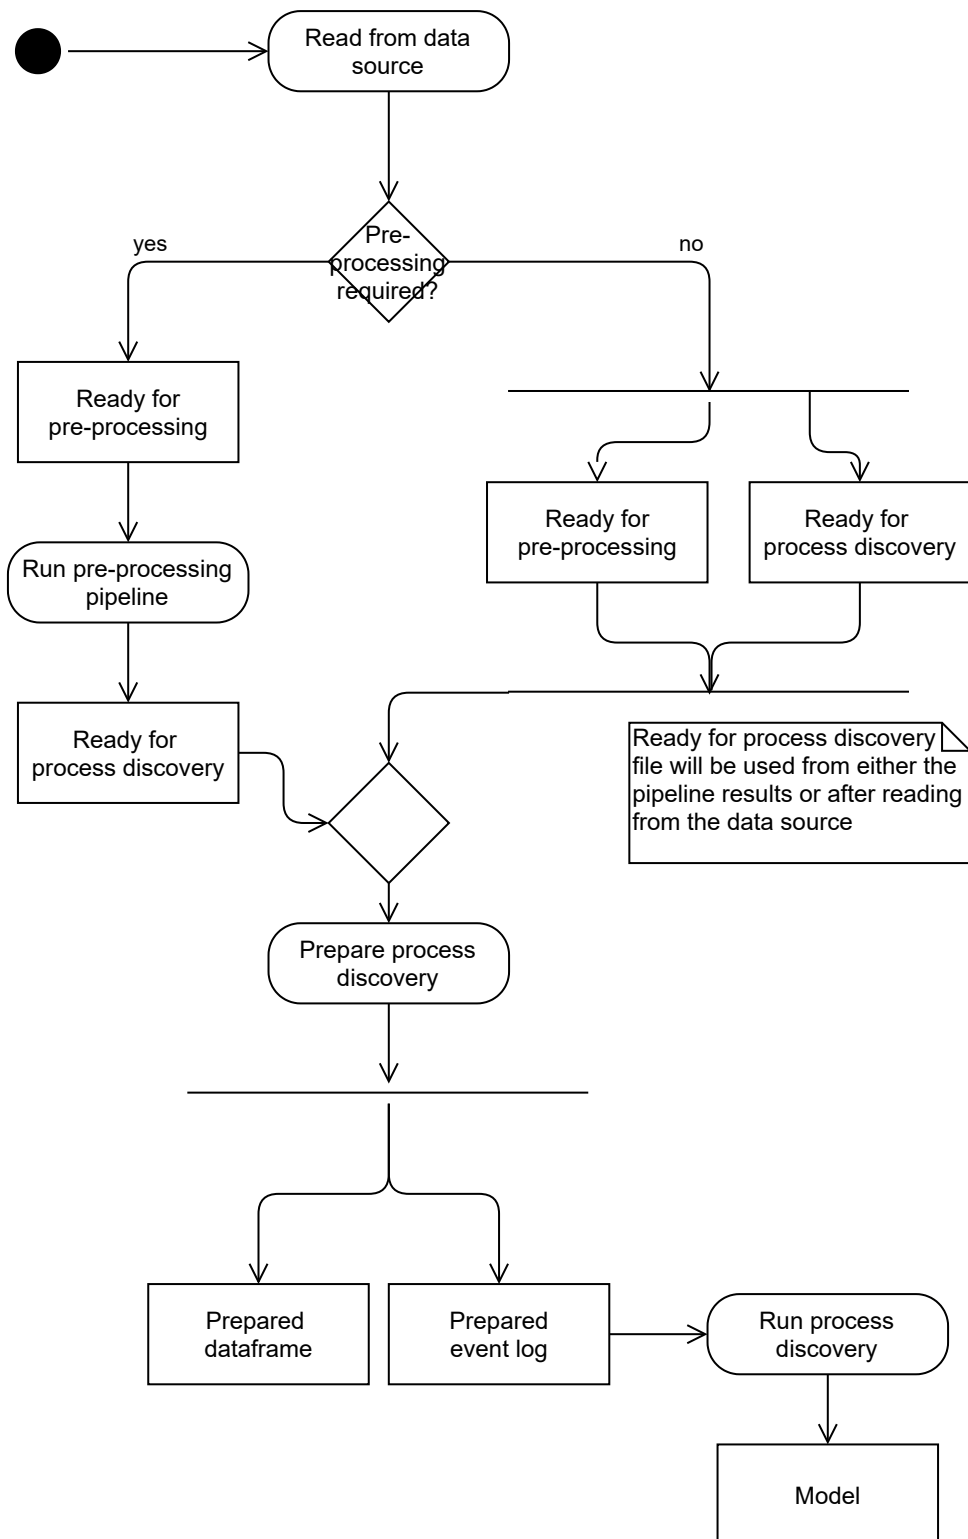 Read from data
source
Pre-
processing
required?
yes
no
Ready for
pre-processing
Ready for
pre-processing
Ready for
process discovery
Run pre-processing
pipeline
Ready for
process discovery
Ready for process discovery
file will be used from either the
pipeline results or after reading
from the data source
Prepare process
discovery
Prepared
dataframe
Prepared
event log
Run process
discovery
Model